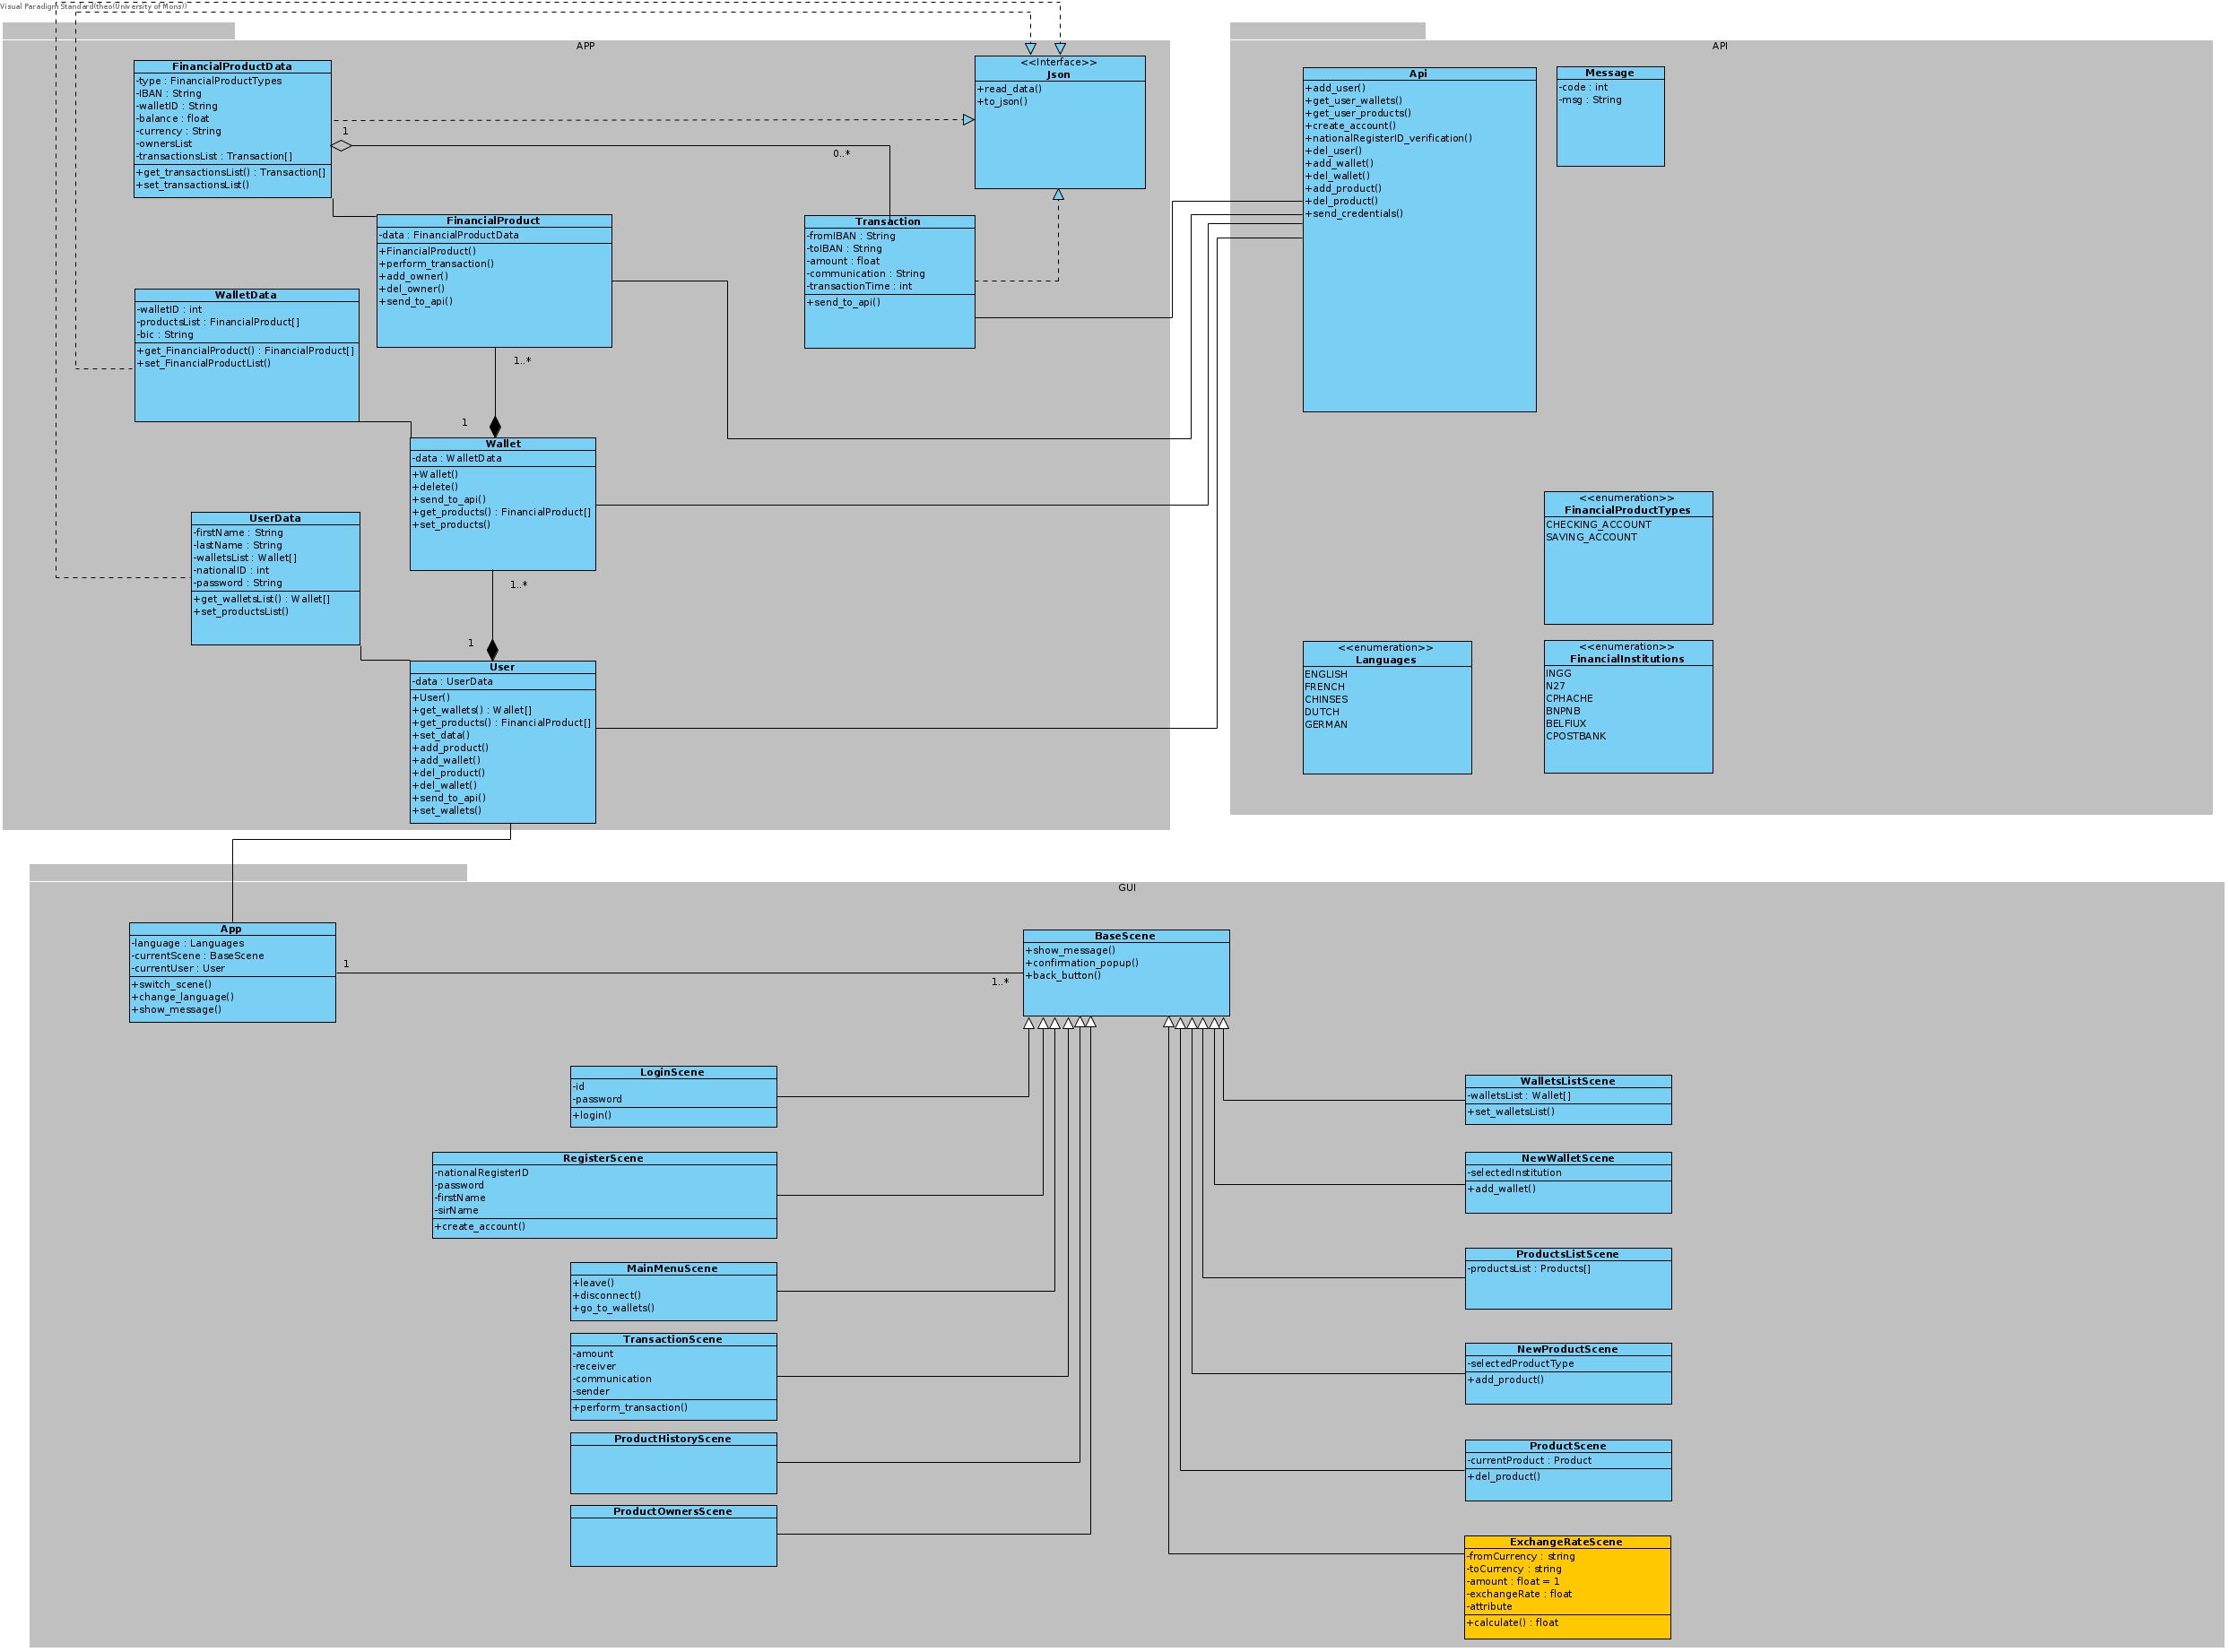 Visual Paradigm Standard(theo(University of Mons))
APP
FinancialProductData
-type : FinancialProductTypes
-IBAN : String
-walletID : String
-balance : float
-currency : String
-ownersList
-transactionsList : Transaction[]
+get_transactionsList() : Transaction[]
+set_transactionsList()
1
0..*
<<Interface>>
Json
+read_data()
+to_json()
FinancialProduct
-data : FinancialProductData
+FinancialProduct()
+perform_transaction()
+add_owner()
+del_owner()
+send_to_api()
Transaction
-fromIBAN : String
-toIBAN : String
-amount : float
-communication : String
-transactionTime : int
+send_to_api()
WalletData
-walletID : int
-productsList : FinancialProduct[]
-bic : String
+get_FinancialProduct() : FinancialProduct[]
+set_FinancialProductList()
1..*
1
Wallet
-data : WalletData
+Wallet()
+delete()
+send_to_api()
+get_products() : FinancialProduct[]
+set_products()
UserData
-firstName : String
-lastName : String
-walletsList : Wallet[]
-nationalID : int
-password : String
+get_walletsList() : Wallet[]
+set_productsList()
1..*
1
User
-data : UserData
+User()
+get_wallets() : Wallet[]
+get_products() : FinancialProduct[]
+set_data()
+add_product()
+add_wallet()
+del_product()
+del_wallet()
+send_to_api()
+set_wallets()
API
Api
+add_user()
+get_user_wallets()
+get_user_products()
+create_account()
+nationalRegisterID_verification()
+del_user()
+add_wallet()
+del_wallet()
+add_product()
+del_product()
+send_credentials()
Message
-code : int
-msg : String
<<enumeration>>
FinancialProductTypes
CHECKING_ACCOUNT
SAVING_ACCOUNT
<<enumeration>>
Languages
ENGLISH
FRENCH
CHINSES
DUTCH
GERMAN
<<enumeration>>
FinancialInstitutions
INGG
N27
CPHACHE
BNPNB
BELFIUX
CPOSTBANK
GUI
App
-language : Languages
-currentScene : BaseScene
-currentUser : User
+switch_scene()
+change_language()
+show_message()
1
1..*
BaseScene
+show_message()
+confirmation_popup()
+back_button()
LoginScene
-id
-password
+login()
RegisterScene
-nationalRegisterID
-password
-firstName
-sirName
+create_account()
MainMenuScene
+leave()
+disconnect()
+go_to_wallets()
TransactionScene
-amount
-receiver
-communication
-sender
+perform_transaction()
ProductHistoryScene
ProductOwnersScene
WalletsListScene
-walletsList : Wallet[]
+set_walletsList()
NewWalletScene
-selectedInstitution
+add_wallet()
ProductsListScene
-productsList : Products[]
NewProductScene
-selectedProductType
+add_product()
ProductScene
-currentProduct : Product
+del_product()
ExchangeRateScene
-fromCurrency : string
-toCurrency : string
-amount : float = 1
-exchangeRate : float
-attribute
+calculate() : float